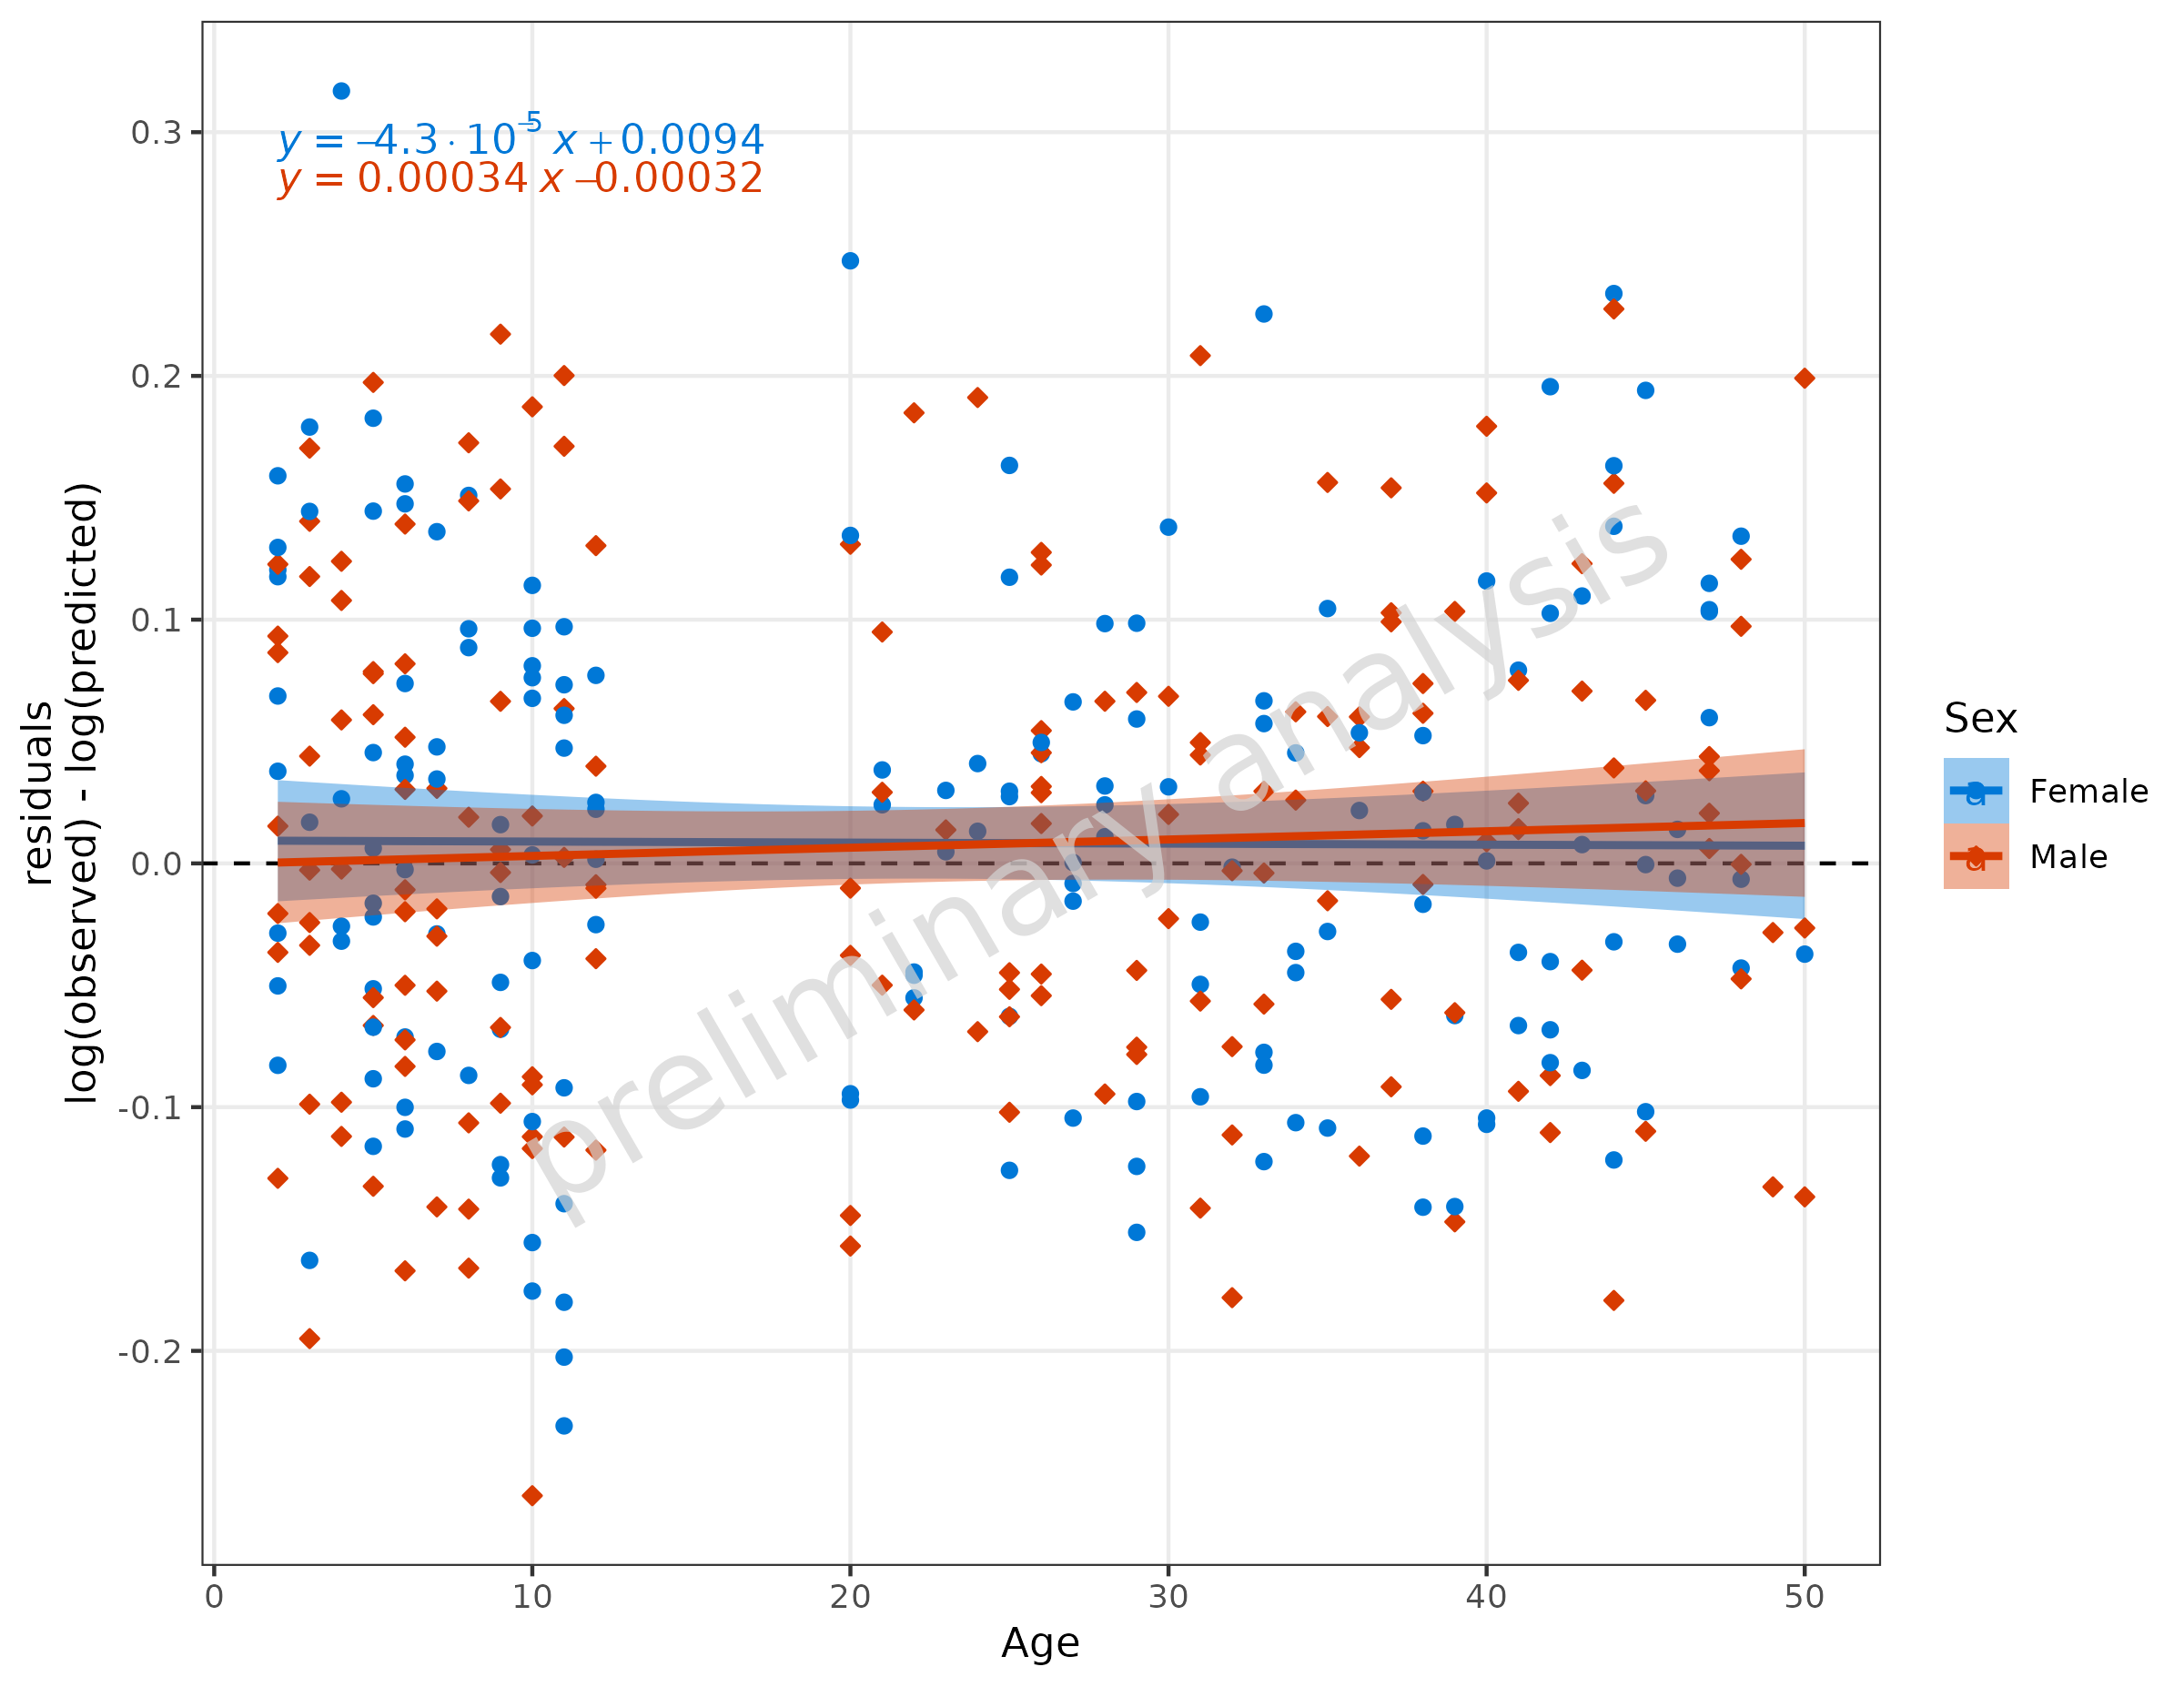 y = −4.3 · 10⁻⁵ x + 0.0094
y = 0.00034 x − 0.00032
0.3
0.2
0.1
0.0
-0.1
-0.2
residuals
log(observed) - log(predicted)
preliminary analysis
0 10 20 30 40 50
Age
Sex
a Female
a Male